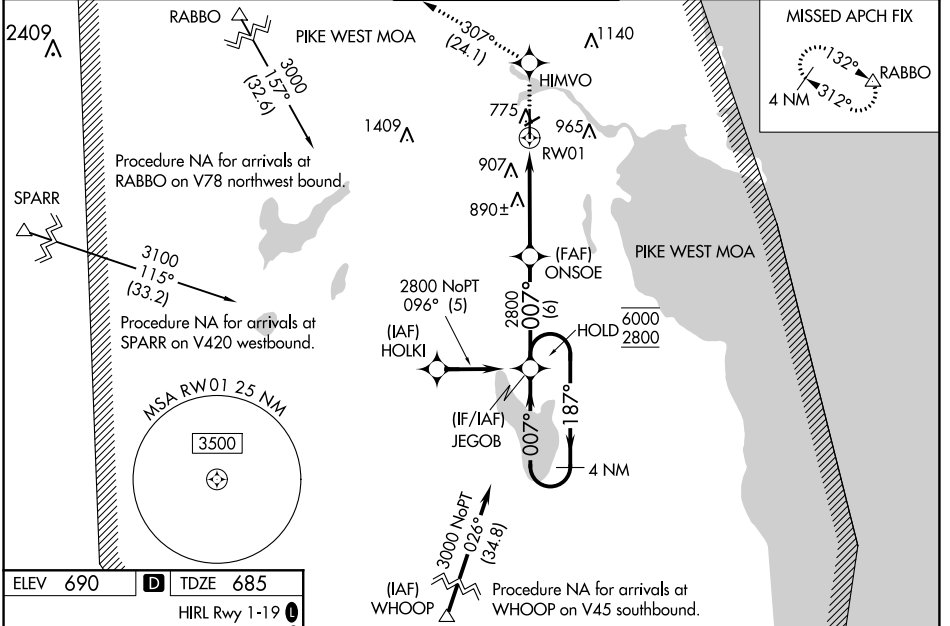 2409
RABBO
PIKE WEST MOA
3000
157°
(32.6)
307°
(24.1)
1140
HIMVO
MISSED APCH FIX
132°
RABBO
312°
4 NM
1409
775
965
RW01
907
890±
Procedure NA for arrivals at
RABBO on V78 northwest bound.
SPARR
3100
115°
(33.2)
Procedure NA for arrivals at
SPARR on V420 westbound.
(FAF)
ONSOE
PIKE WEST MOA
2800 NoPT
096° (5)
2800
007°
(6)
HOLD
6000
2800
(IAF)
HOLKI
(IF/IAF)
JEGOB
007°
187°
4 NM
MSA RW01 25 NM
3500
3000 NoPT
026°
(34.8)
(IAF)
WHOOP
Procedure NA for arrivals at
WHOOP on V45 southbound.
ELEV 690 D TDZE 685
HIRL Rwy 1-19 L